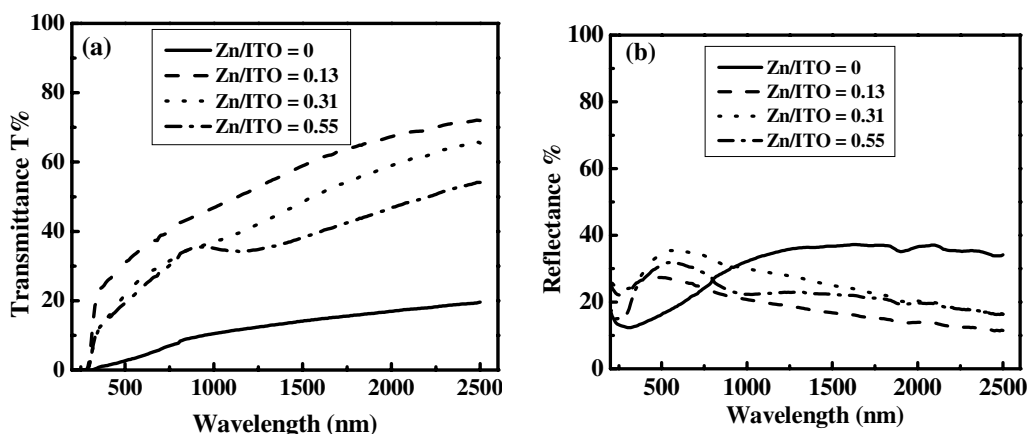 (a)
Zn/ITO = 0
Zn/ITO = 0.13
Zn/ITO = 0.31
Zn/ITO = 0.55
Transmittance T%
100
80
60
40
20
0
500 1000 1500 2000 2500
Wavelength (nm)
(b)
Zn/ITO = 0
Zn/ITO = 0.13
Zn/ITO = 0.31
Zn/ITO = 0.55
Reflectance %
100
80
60
40
20
0
500 1000 1500 2000 2500
Wavelength (nm)